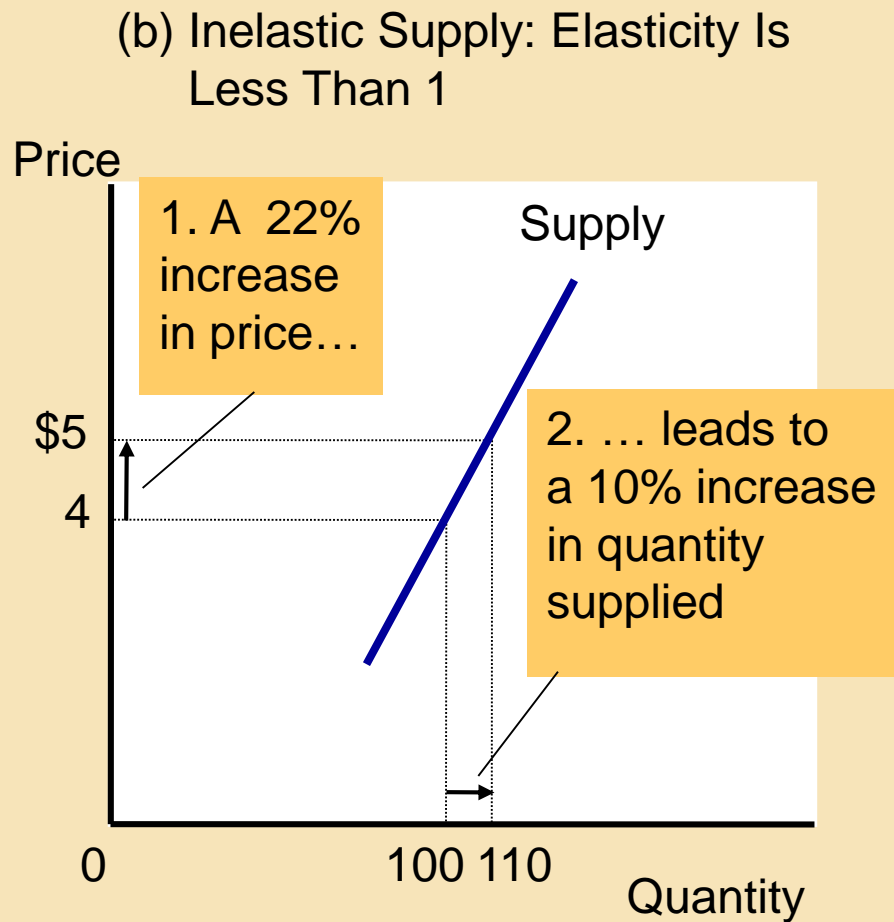 (b) Inelastic Supply: Elasticity Is
Less Than 1
Price
1. A 22%
increase
in price…
Supply
$5
4
2. … leads to
a 10% increase
in quantity
supplied
0
100
110
Quantity